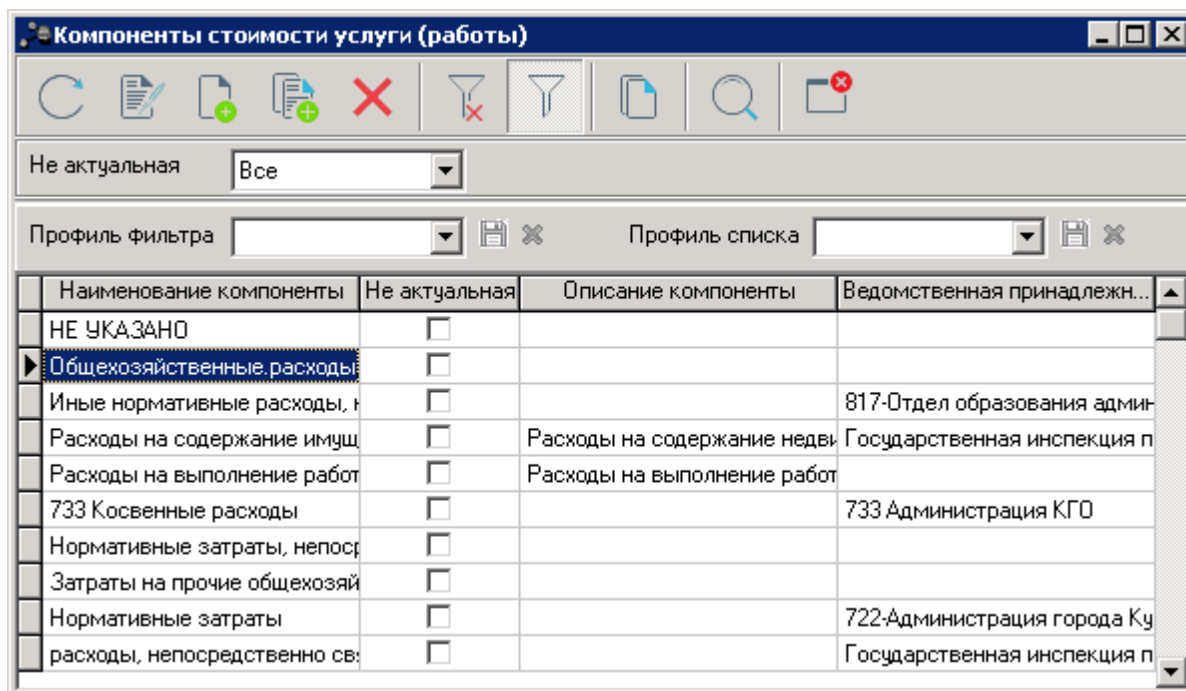 Компоненты стоимости услуги (работы)
Не актуальная Все
Профиль фильтра Профиль списка
Наименование компоненты Не актуальная Описание компоненты Ведомственная принадлежн...
НЕ УКАЗАНО
Общехозяйственные.расходы
Иные нормативные расходы, 817-Отдел образования админ
Расходы на содержание имущ Расходы на содержание недви Государственная инспекция п
Расходы на выполнение работ Расходы на выполнение работ
733 Косвенные расходы 733 Администрация КГО
Нормативные затраты, непоср
Затраты на прочие общехозяй
Нормативные затраты 722-Администрация города Ку
расходы, непосредственно свя Государственная инспекция п